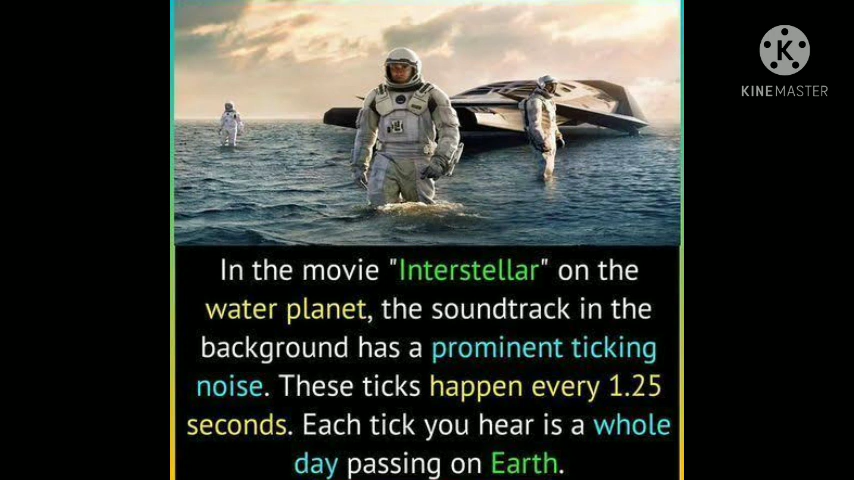 K
KINEMASTER
In the movie "Interstellar" on the
water planet, the soundtrack in the
background has a prominent ticking
noise. These ticks happen every 1.25
seconds. Each tick you hear is a whole
day passing on Earth.